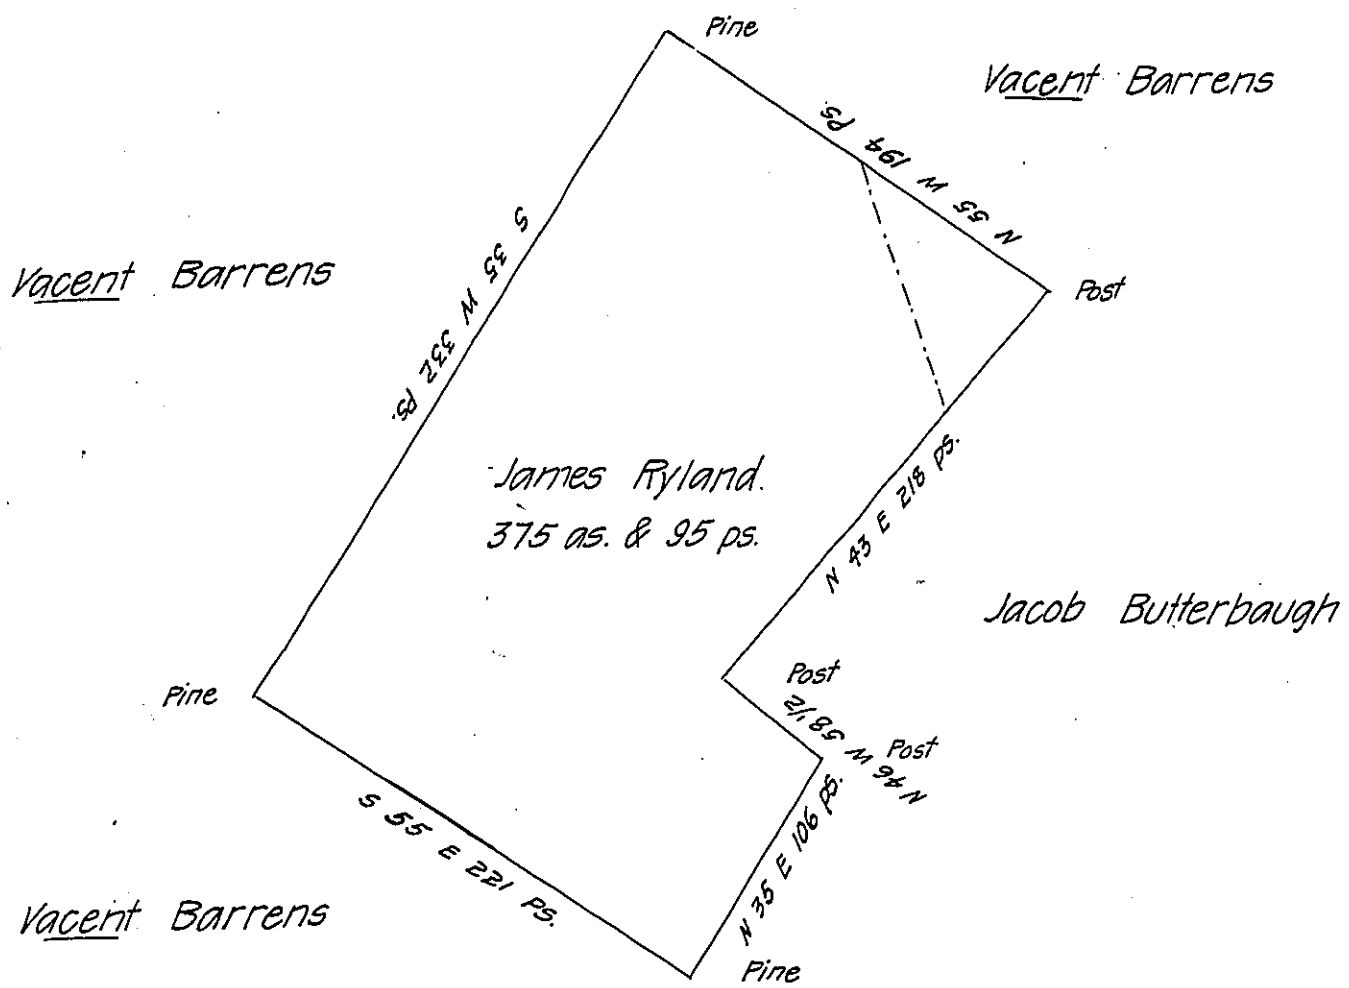 Pine
Vacent Barrens
N 55 W 194 Ps.
Vacent Barrens
S 35 W 332 Ps.
Post
James Ryland.
375 as. & 95 ps.
N 43 E 218 ps.
Jacob Butterbaugh
Post
Pine
N 46 W 58 1/2
Post
N 35 E 106 ps.
S 55 E 221 Ps.
Vacent Barrens
Pine